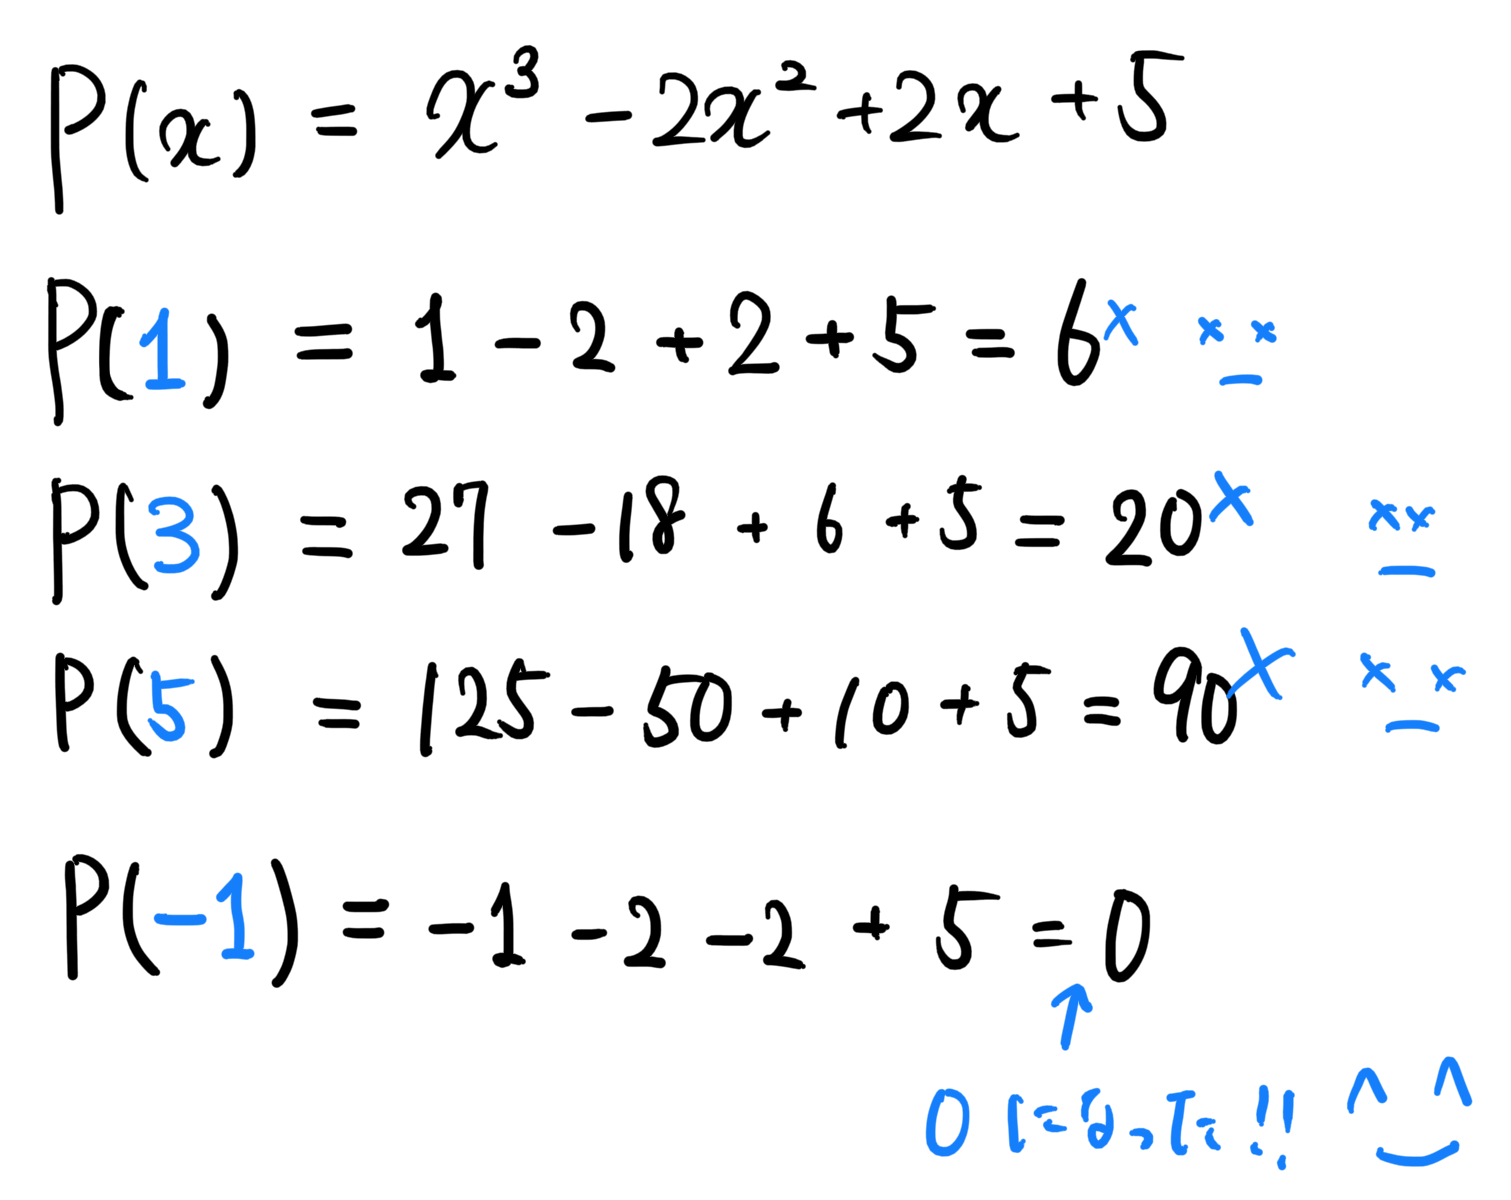 P(x) = x³ - 2x² + 2x + 5
P(1) = 1 - 2 + 2 + 5 = 6 ×
P(3) = 27 - 18 + 6 + 5 = 20 ×
P(5) = 125 - 50 + 10 + 5 = 90 ×
P(-1) = -1 - 2 - 2 + 5 = 0
↑
0になった!!